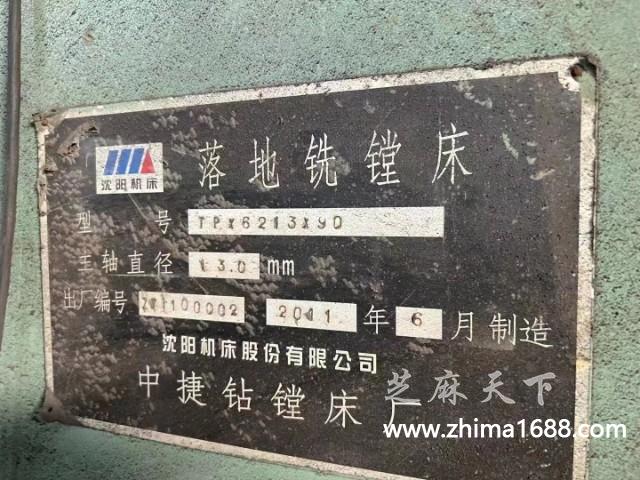 沈阳机床
落地铣镗床
型 号 TPX6213X90
主轴直径 130 mm
出厂编号 2011 年 6 月制造
沈阳机床股份有限公司
中捷钻镗床厂
芝麻天下
www.zhima1688.com